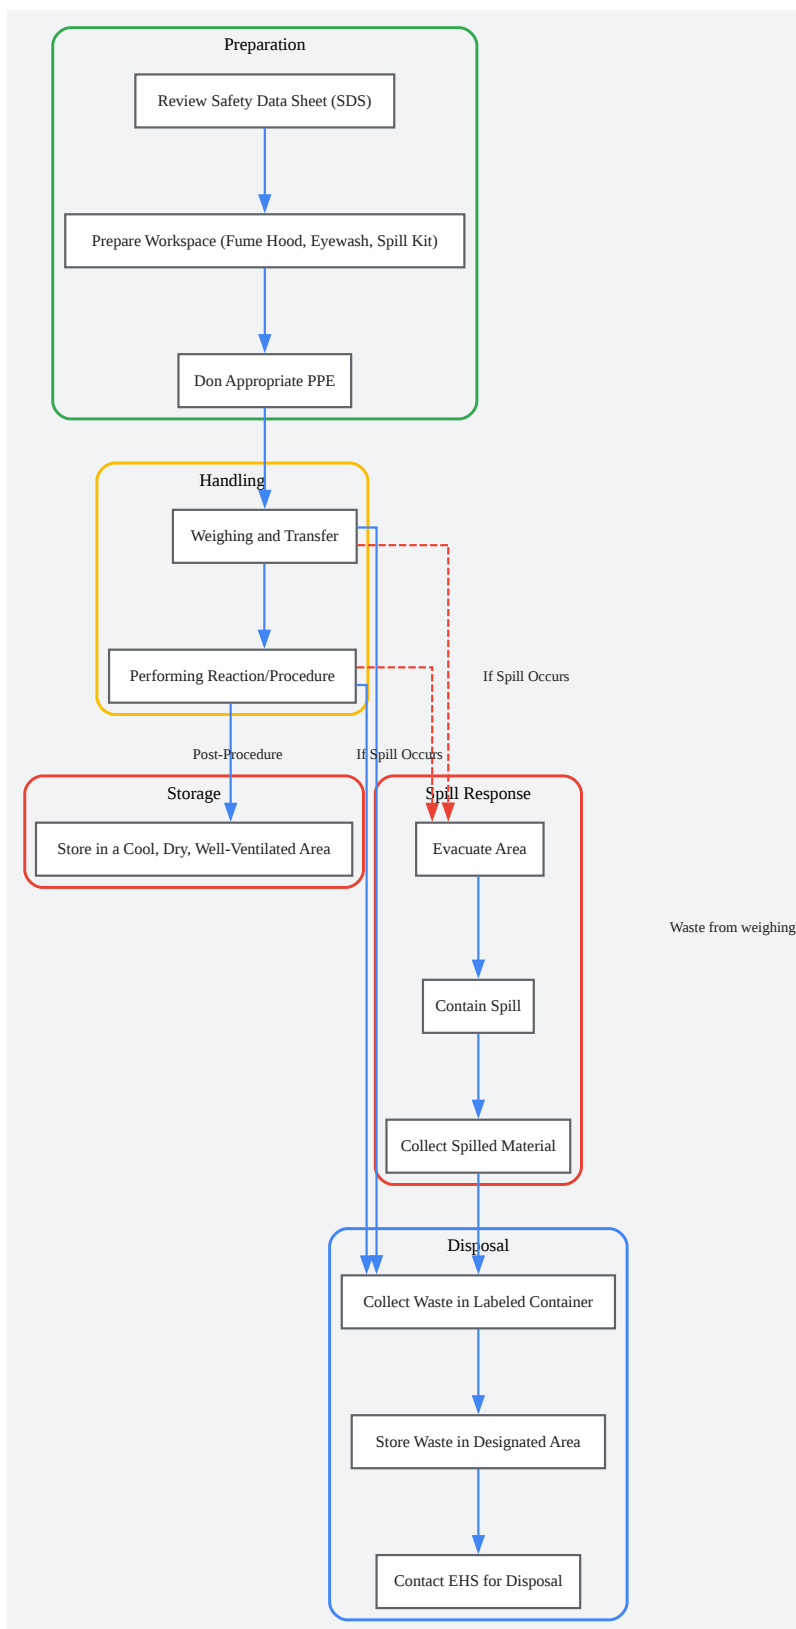 Preparation
Review Safety Data Sheet (SDS)
Prepare Workspace (Fume Hood, Eyewash, Spill Kit)
Don Appropriate PPE
Handling
Weighing and Transfer
Performing Reaction/Procedure
If Spill Occurs
Post-Procedure
If Spill Occurs
Storage
Store in a Cool, Dry, Well-Ventilated Area
Spill Response
Evacuate Area
Waste from weighing
Contain Spill
Collect Spilled Material
Disposal
Collect Waste in Labeled Container
Store Waste in Designated Area
Contact EHS for Disposal